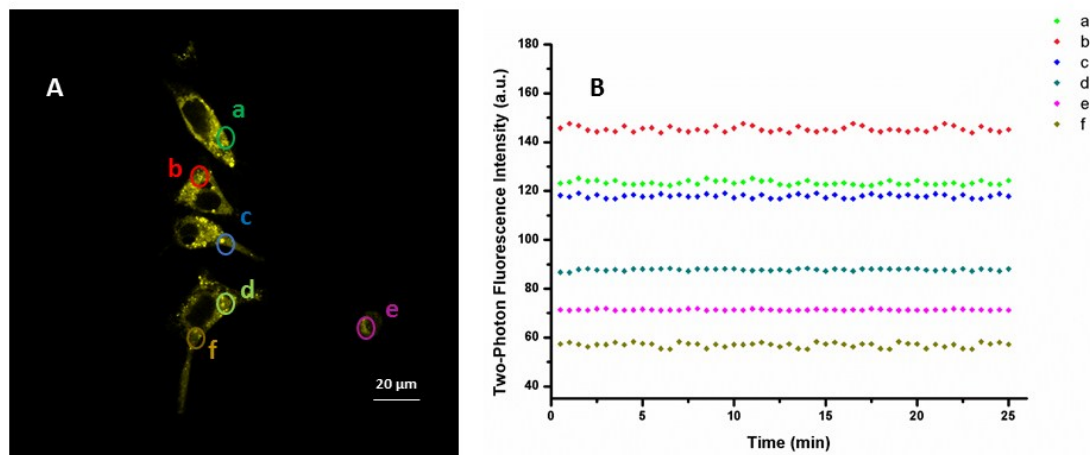 A
a
b
c
d
e
f
20 μm
B
a
b
c
d
e
f
Two-Photon Fluorescence Intensity (a.u.)
180
160
140
120
100
80
60
40
0 5 10 15 20 25
Time (min)